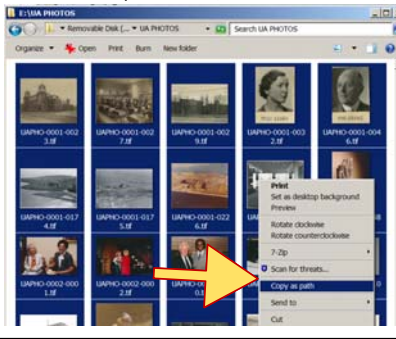 E:\UA PHOTOS
Removable Disk (... UA PHOTOS
Search UA PHOTOS
Organize Open Print Burn New folder
UAPHO-0001-002 UAPHO-0001-002 UAPHO-0001-002 UAPHO-0001-003 UAPHO-0001-004
3.tif 7.tif 9.tif 2.tif 6.tif
UAPHO-0001-017 UAPHO-0001-017 UAPHO-0001-022
4.tif 5.tif 6.tif
UAPHO-0002-000 UAPHO-0002-000
1.tif 2.tif
Print
Set as desktop background
Preview
Rotate clockwise
Rotate counterclockwise
7-Zip
Scan for threats...
Copy as path
Send to
Cut